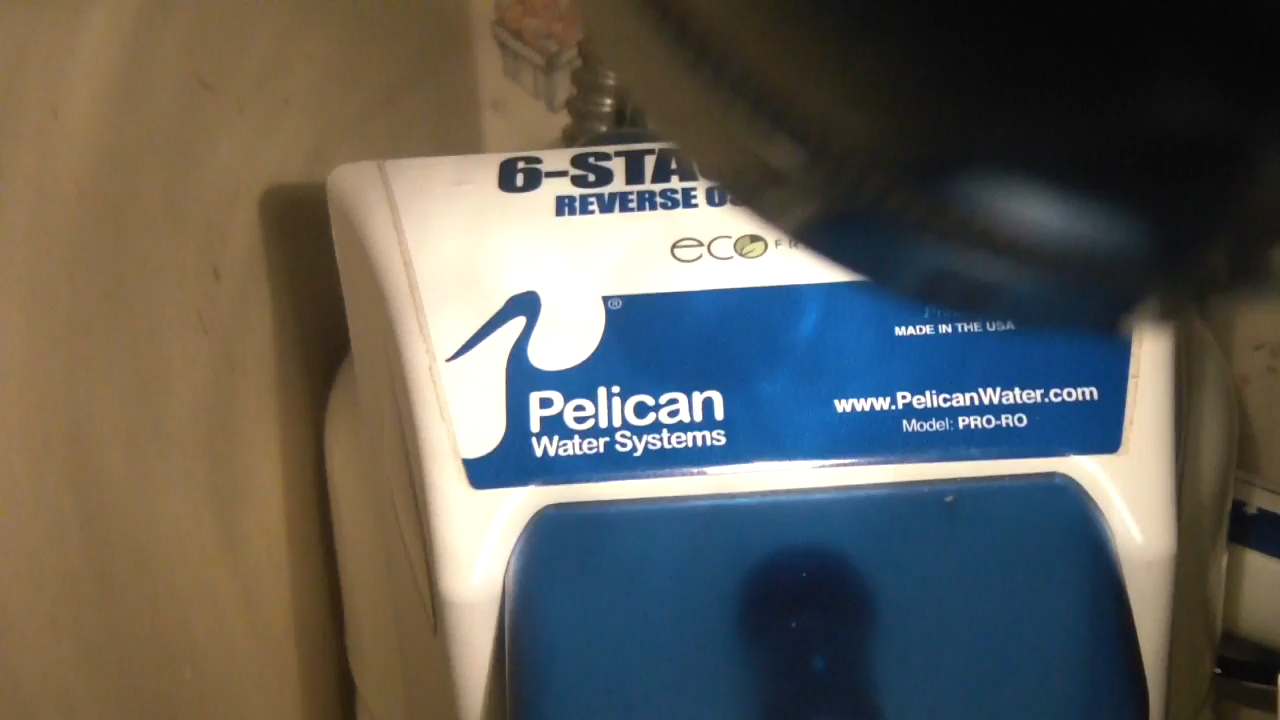 6-STA
REVERSE
eco
®
MADE IN THE USA
Pelican
Water Systems
www.PelicanWater.com
Model: PRO-RO